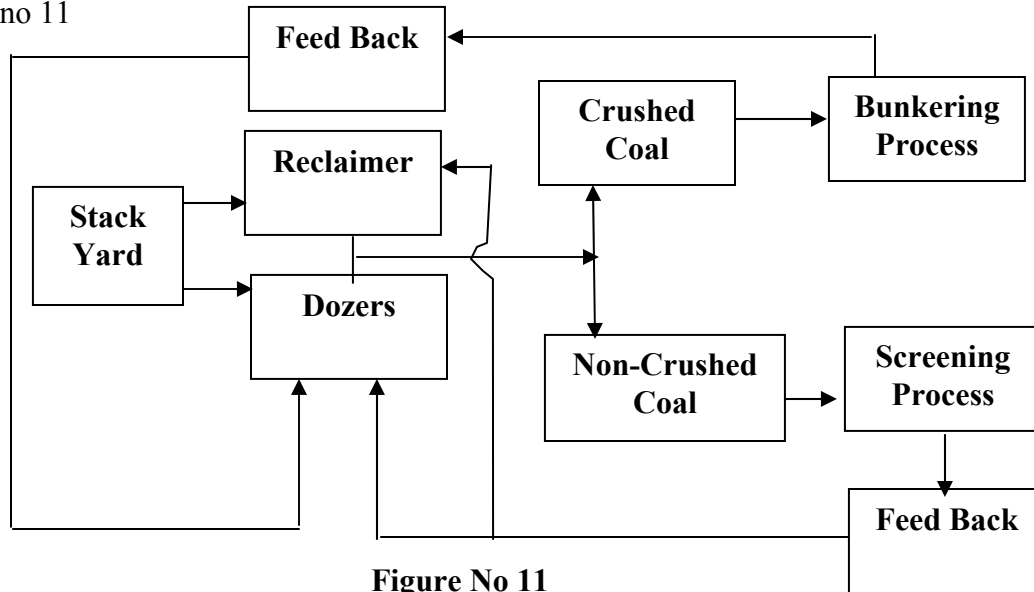 no 11
Feed Back
Crushed
Coal
Bunkering
Process
Reclaimer
Stack
Yard
Dozers
Non-Crushed
Coal
Screening
Process
Feed Back
Figure No 11